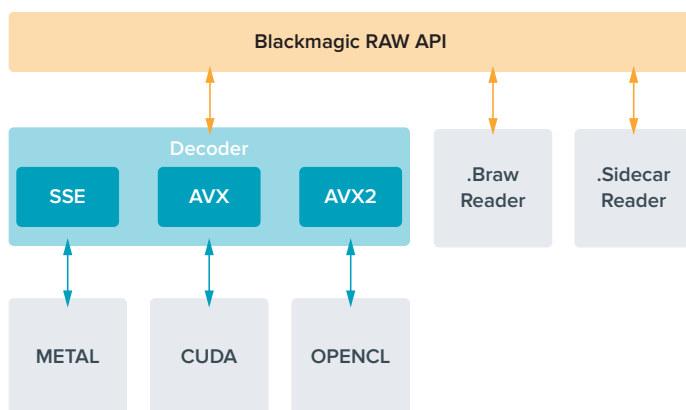 Blackmagic RAW API
Decoder
SSE
AVX
AVX2
.Braw
Reader
.Sidecar
Reader
METAL
CUDA
OPENCL